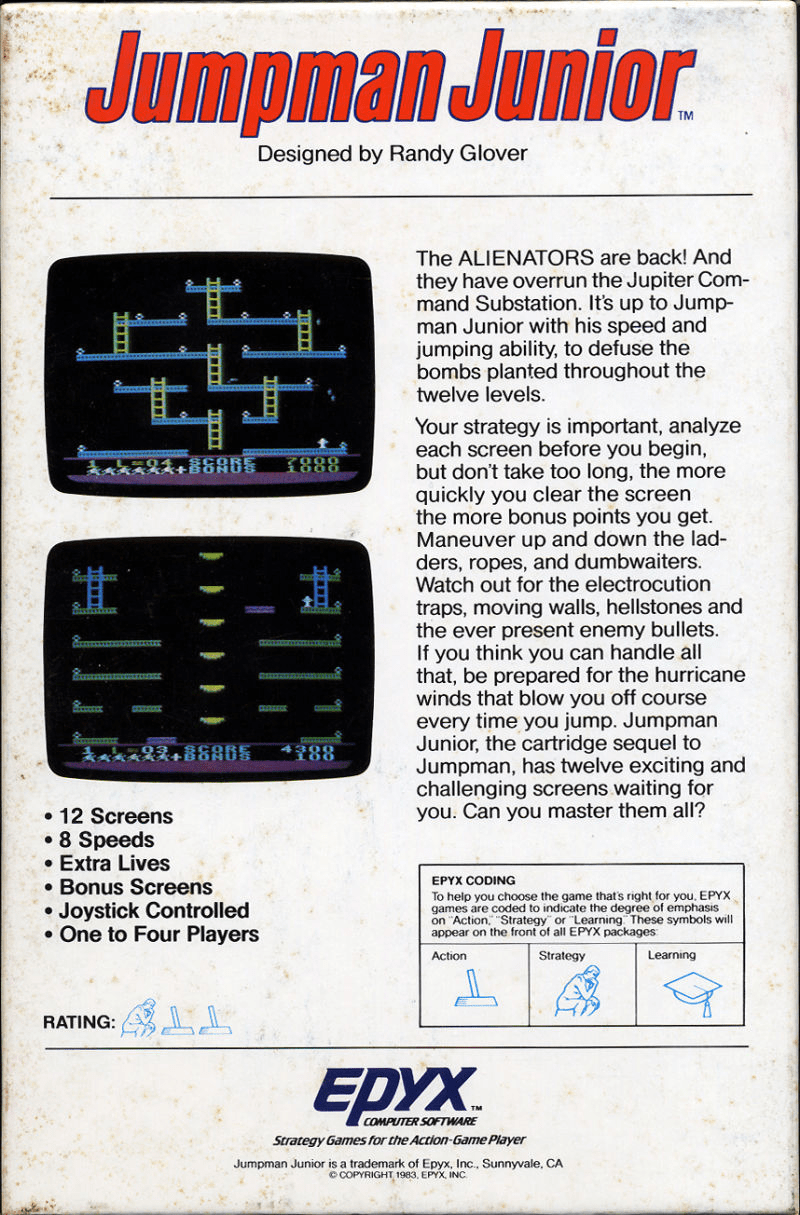 Jumpman Junior™
Designed by Randy Glover
1 L=04 SCORE 7000
+BONUS 1000
1 L=03 SCORE 4300
+BONUS 100
• 12 Screens
• 8 Speeds
• Extra Lives
• Bonus Screens
• Joystick Controlled
• One to Four Players
RATING:
The ALIENATORS are back! And
they have overrun the Jupiter Com-
mand Substation. It's up to Jump-
man Junior with his speed and
jumping ability, to defuse the
bombs planted throughout the
twelve levels.
Your strategy is important, analyze
each screen before you begin,
but don't take too long, the more
quickly you clear the screen
the more bonus points you get.
Maneuver up and down the lad-
ders, ropes, and dumbwaiters.
Watch out for the electrocution
traps, moving walls, hellstones and
the ever present enemy bullets.
If you think you can handle all
that, be prepared for the hurricane
winds that blow you off course
every time you jump. Jumpman
Junior, the cartridge sequel to
Jumpman, has twelve exciting and
challenging screens waiting for
you. Can you master them all?
EPYX CODING
To help you choose the game that's right for you, EPYX
games are coded to indicate the degree of emphasis
on "Action," "Strategy" or "Learning." These symbols will
appear on the front of all EPYX packages:
Action
Strategy
Learning
EPYX™
COMPUTER SOFTWARE
Strategy Games for the Action-Game Player
Jumpman Junior is a trademark of Epyx, Inc., Sunnyvale, CA
© COPYRIGHT 1983, EPYX, INC.